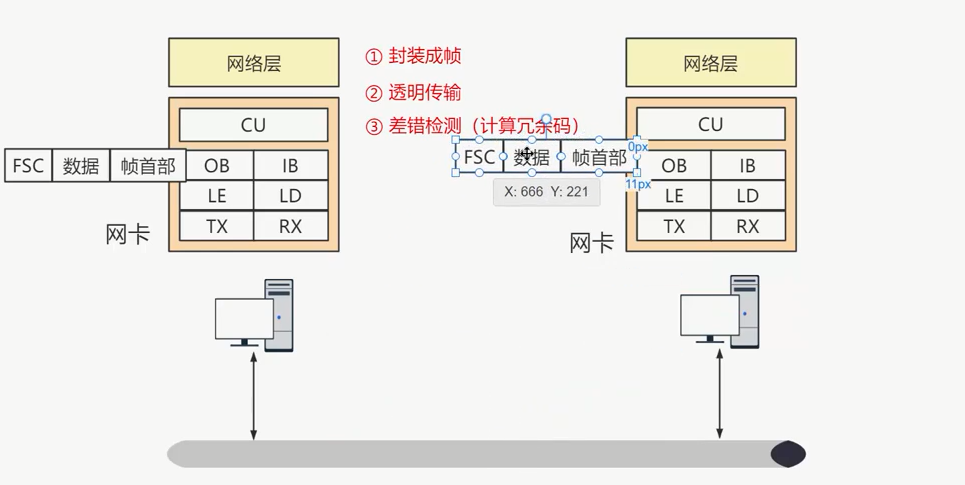 网络层
① 封装成帧
② 透明传输
③ 差错检测（计算冗余码）
网络层
CU
FSC 数据 帧首部
OB IB
LE LD
TX RX
网卡
CU
FSC 数据 帧首部
0px
11px
X: 666 Y: 221
OB IB
LE LD
TX RX
网卡